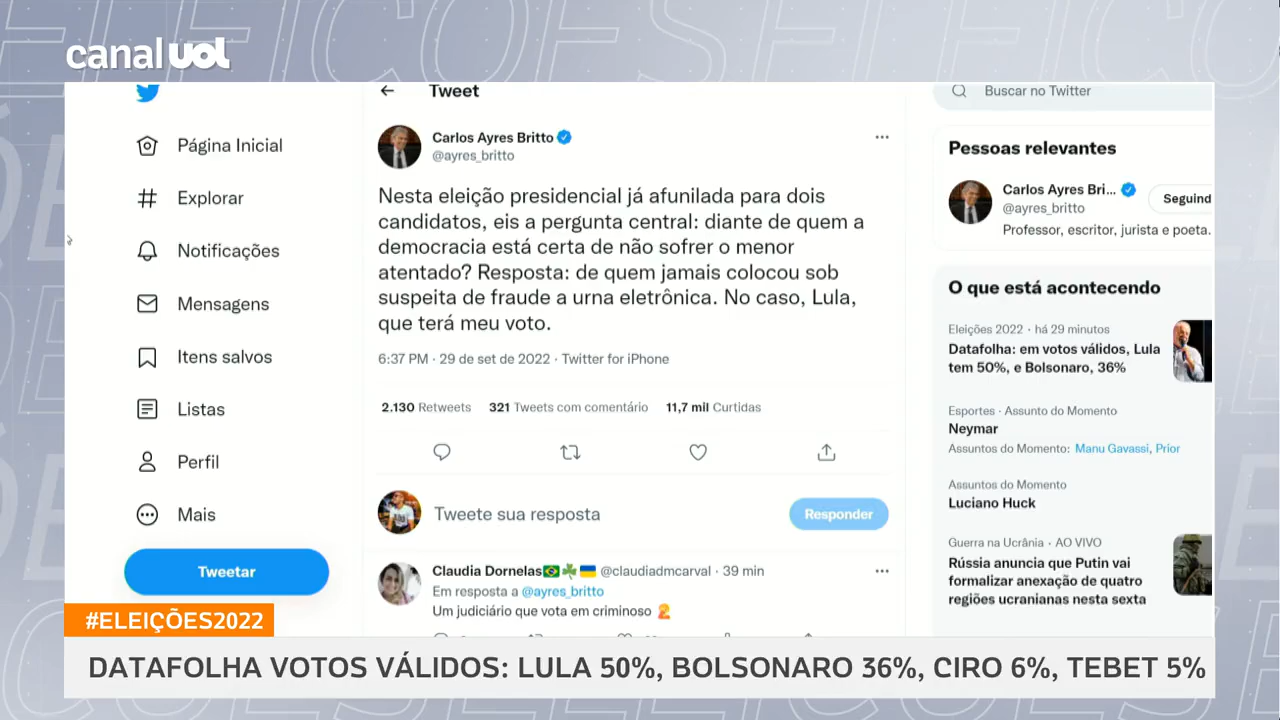 canal uol
Página Inicial
Explorar
Notificações
Mensagens
Itens salvos
Listas
Perfil
Mais
Tweetar
Tweet
Carlos Ayres Britto
@ayres_britto
Nesta eleição presidencial já afunilada para dois
candidatos, eis a pergunta central: diante de quem a
democracia está certa de não sofrer o menor
atentado? Resposta: de quem jamais colocou sob
suspeita de fraude a urna eletrônica. No caso, Lula,
que terá meu voto.
6:37 PM · 29 de set de 2022 · Twitter for iPhone
2.130 Retweets 321 Tweets com comentário 11,7 mil Curtidas
Tweete sua resposta
Responder
Claudia Dornelas🇧🇷☘️🇺🇦 @claudiadmcarval · 39 min
Em resposta a @ayres_britto
Um judiciário que vota em criminoso 🤦
Buscar no Twitter
Pessoas relevantes
Carlos Ayres Bri...
@ayres_britto
Seguind
Professor, escritor, jurista e poeta.
O que está acontecendo
Eleições 2022 · há 29 minutos
Datafolha: em votos válidos, Lula
tem 50%, e Bolsonaro, 36%
Esportes · Assunto do Momento
Neymar
Assuntos do Momento: Manu Gavassi, Prior
Assuntos do Momento
Luciano Huck
Guerra na Ucrânia · AO VIVO
Rússia anuncia que Putin vai
formalizar anexação de quatro
regiões ucranianas nesta sexta
#ELEIÇÕES2022
DATAFOLHA VOTOS VÁLIDOS: LULA 50%, BOLSONARO 36%, CIRO 6%, TEBET 5%